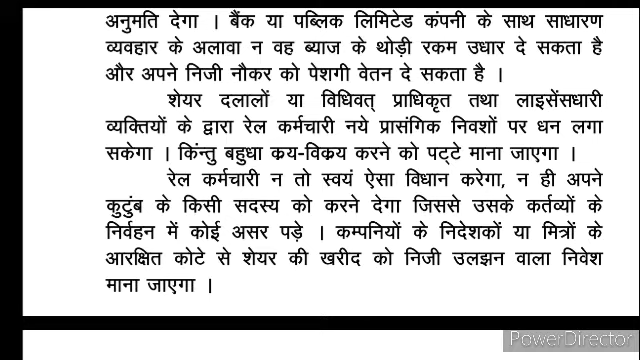 अनुमति देगा । बैंक या पब्लिक लिमिटेड कंपनी के साथ साधारण
व्यवहार के अलावा न वह ब्याज के थोड़ी रकम उधार दे सकता है
और अपने निजी नौकर को पेशगी वेतन दे सकता है ।
शेयर दलालों या विधिवत् प्राधिकृत तथा लाइसेंसधारी
व्यक्तियों के द्वारा रेल कर्मचारी नये प्रासंगिक निवशों पर धन लगा
सकेगा । किंन्तु बहुधा क्रय-विक्रय करने को पट्टे माना जाएगा ।
रेल कर्मचारी न तो स्वयं ऐसा विधान करेगा, न ही अपने
कुटुंब के किसी सदस्य को करने देगा जिससे उसके कर्तव्यों के
निर्वहन में कोई असर पड़े । कम्पनियों के निदेशकों या मित्रों के
आरक्षित कोटे से शेयर की खरीद को निजी उलझन वाला निवेश
माना जाएगा ।
PowerDirector